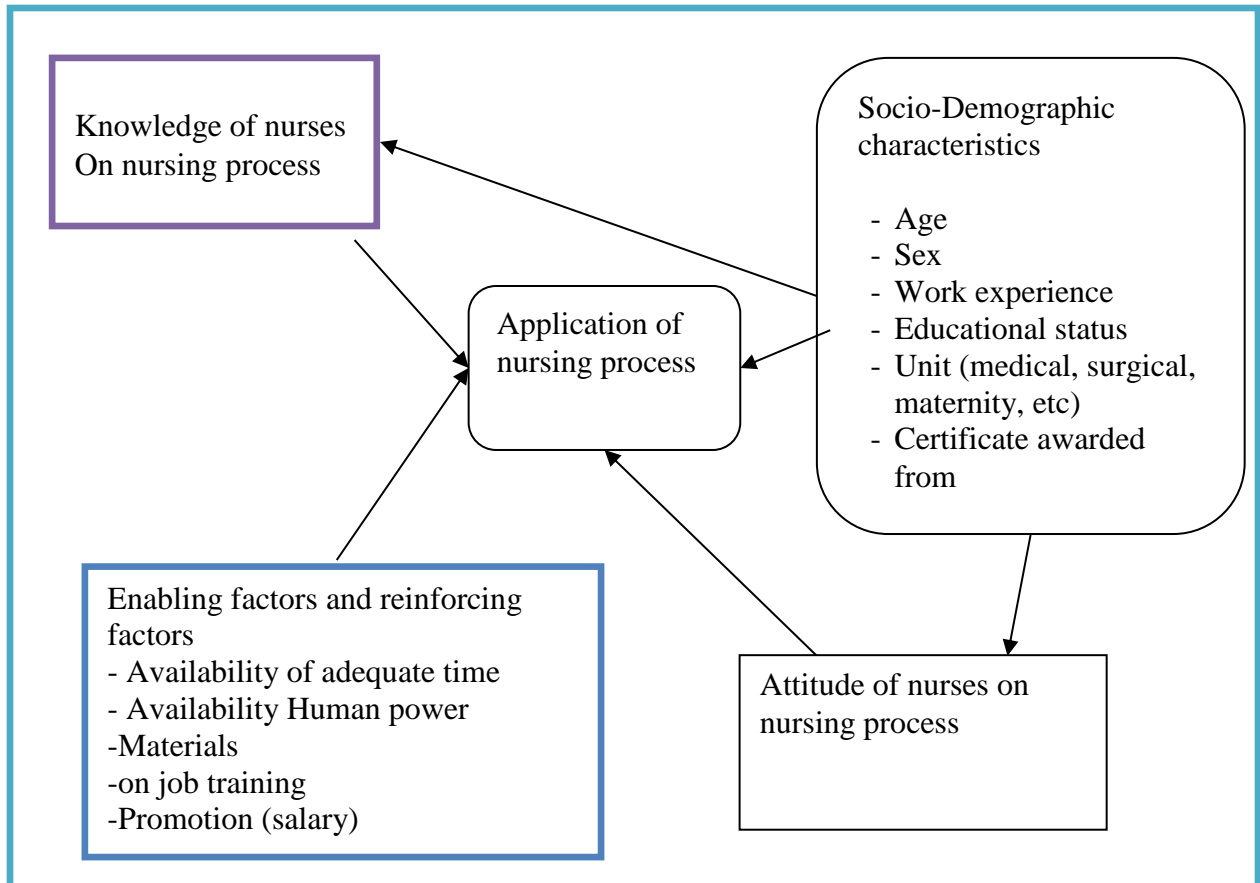 Knowledge of nurses
On nursing process
Socio-Demographic
characteristics
- Age
- Sex
- Work experience
- Educational status
- Unit (medical, surgical,
maternity, etc)
- Certificate awarded
from
Application of
nursing process
Enabling factors and reinforcing
factors
- Availability of adequate time
- Availability Human power
-Materials
-on job training
-Promotion (salary)
Attitude of nurses on
nursing process